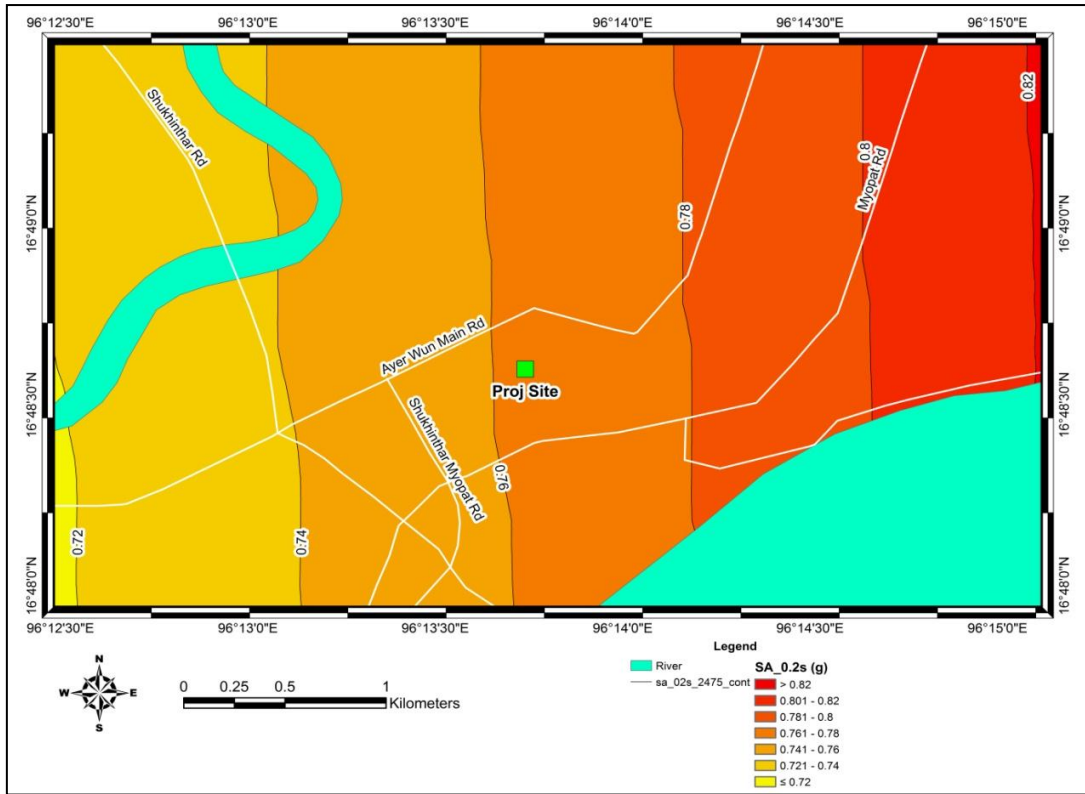 96°12'30"E 96°13'0"E 96°13'30"E 96°14'0"E 96°14'30"E 96°15'0"E
0.82
Shukhinthar Rd
0.8
Myopat Rd
16°49'0"N 16°49'0"N
0.78
Ayer Wun Main Rd
Proj Site
16°48'30"N 16°48'30"N
Shukhinthar Myopat Rd
0.76
0.72
0.74
16°48'0"N 16°48'0"N
96°12'30"E 96°13'0"E 96°13'30"E 96°14'0"E 96°14'30"E 96°15'0"E
Legend
N
W E
S
0 0.25 0.5 1
Kilometers
River
sa_02s_2475_cont
SA_0.2s (g)
> 0.82
0.801 - 0.82
0.781 - 0.8
0.761 - 0.78
0.741 - 0.76
0.721 - 0.74
≤ 0.72